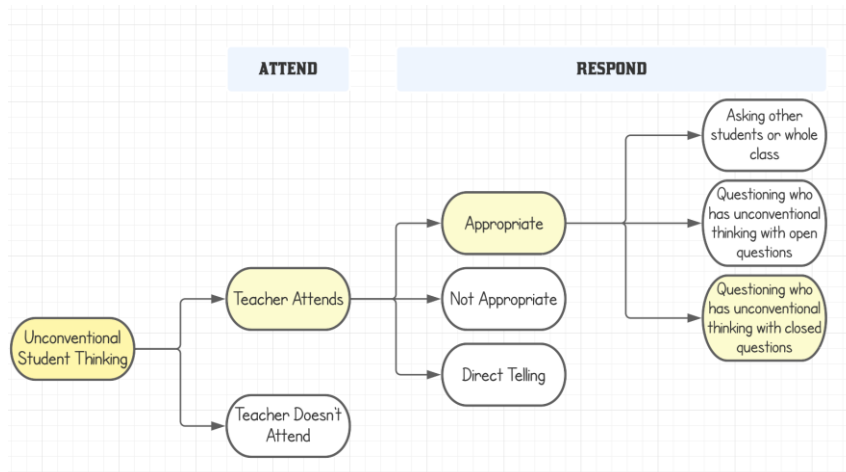 ATTEND
RESPOND
Asking other
students or whole
class
Questioning who
has unconventional
thinking with open
questions
Appropriate
Questioning who
has unconventional
thinking with closed
questions
Teacher Attends
Not Appropriate
Unconventional
Student Thinking
Direct Telling
Teacher Doesn't
Attend